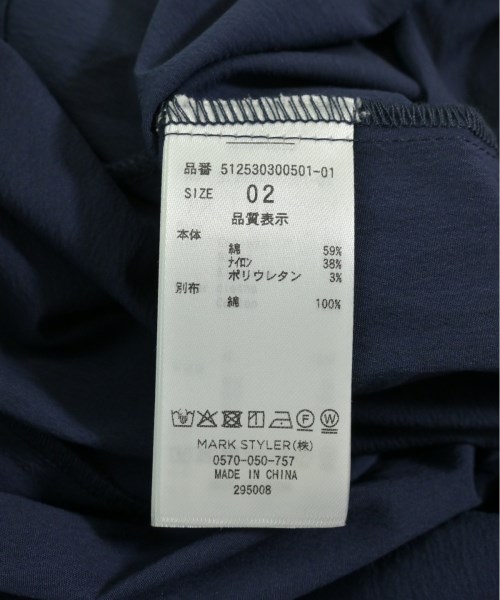 品番 512530300501-01
SIZE 02
品質表示
本体
綿 59%
ナイロン 38%
ポリウレタン 3%
別布
綿 100%
F W
MARK STYLER(株)
0570-050-757
MADE IN CHINA
295008